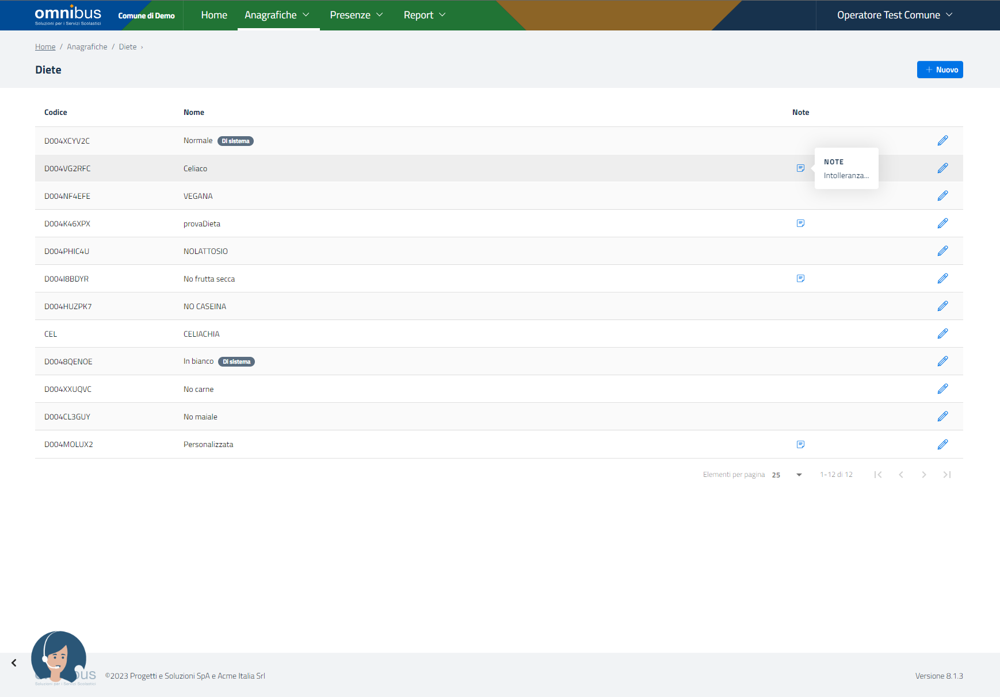 omnibus
Soluzioni per i Servizi Scolastici
Comune di Demo
Home
Anagrafiche
Presenze
Report
Operatore Test Comune
Home / Anagrafiche / Diete ›
Diete
+ Nuovo
Codice Nome Note
D004XCYV2C Normale Di sistema
D004VG2RFC Celiaco
NOTE
Intolleranza...
D004NF4EFE VEGANA
D004K46XPX provaDieta
D004PHIC4U NOLATTOSIO
D004I8BDYR No frutta secca
D004HUZPK7 NO CASEINA
CEL CELIACHIA
D0048QENOE In bianco Di sistema
D004XXUQVC No carne
D004CL3GUY No maiale
D004MOLUX2 Personalizzata
Elementi per pagina 25 1-12 di 12
Soluzioni per i Servizi Scolastici
©2023 Progetti e Soluzioni SpA e Acme Italia Srl
Versione 8.1.3